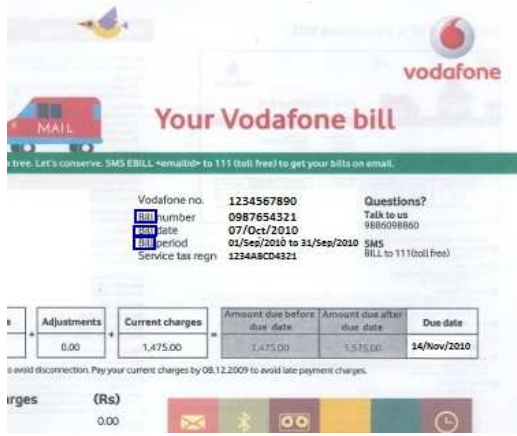 vodafone
MAIL
Your Vodafone bill
tree. Let's conserve. SMS EBILL <emailid> to 111 (toll free) to get your bills on email.
Vodafone no. 1234567890 Questions?
Bill number 0987654321 Talk to us
9886098860
Bill date 07/Oct/2010
Bill period 01/Sep/2010 to 31/Sep/2010 SMS
Service tax regn 1234ABCD4321 BILL to 111(toll free)
Adjustments Current charges Amount due before due date Amount due after due date Due date
+ + =
0.00 1,475.00 1,475.00 1,575.00 14/Nov/2010
avoid disconnection. Pay your current charges by 08.12.2009 to avoid late payment charges.
rges (Rs)
0.00